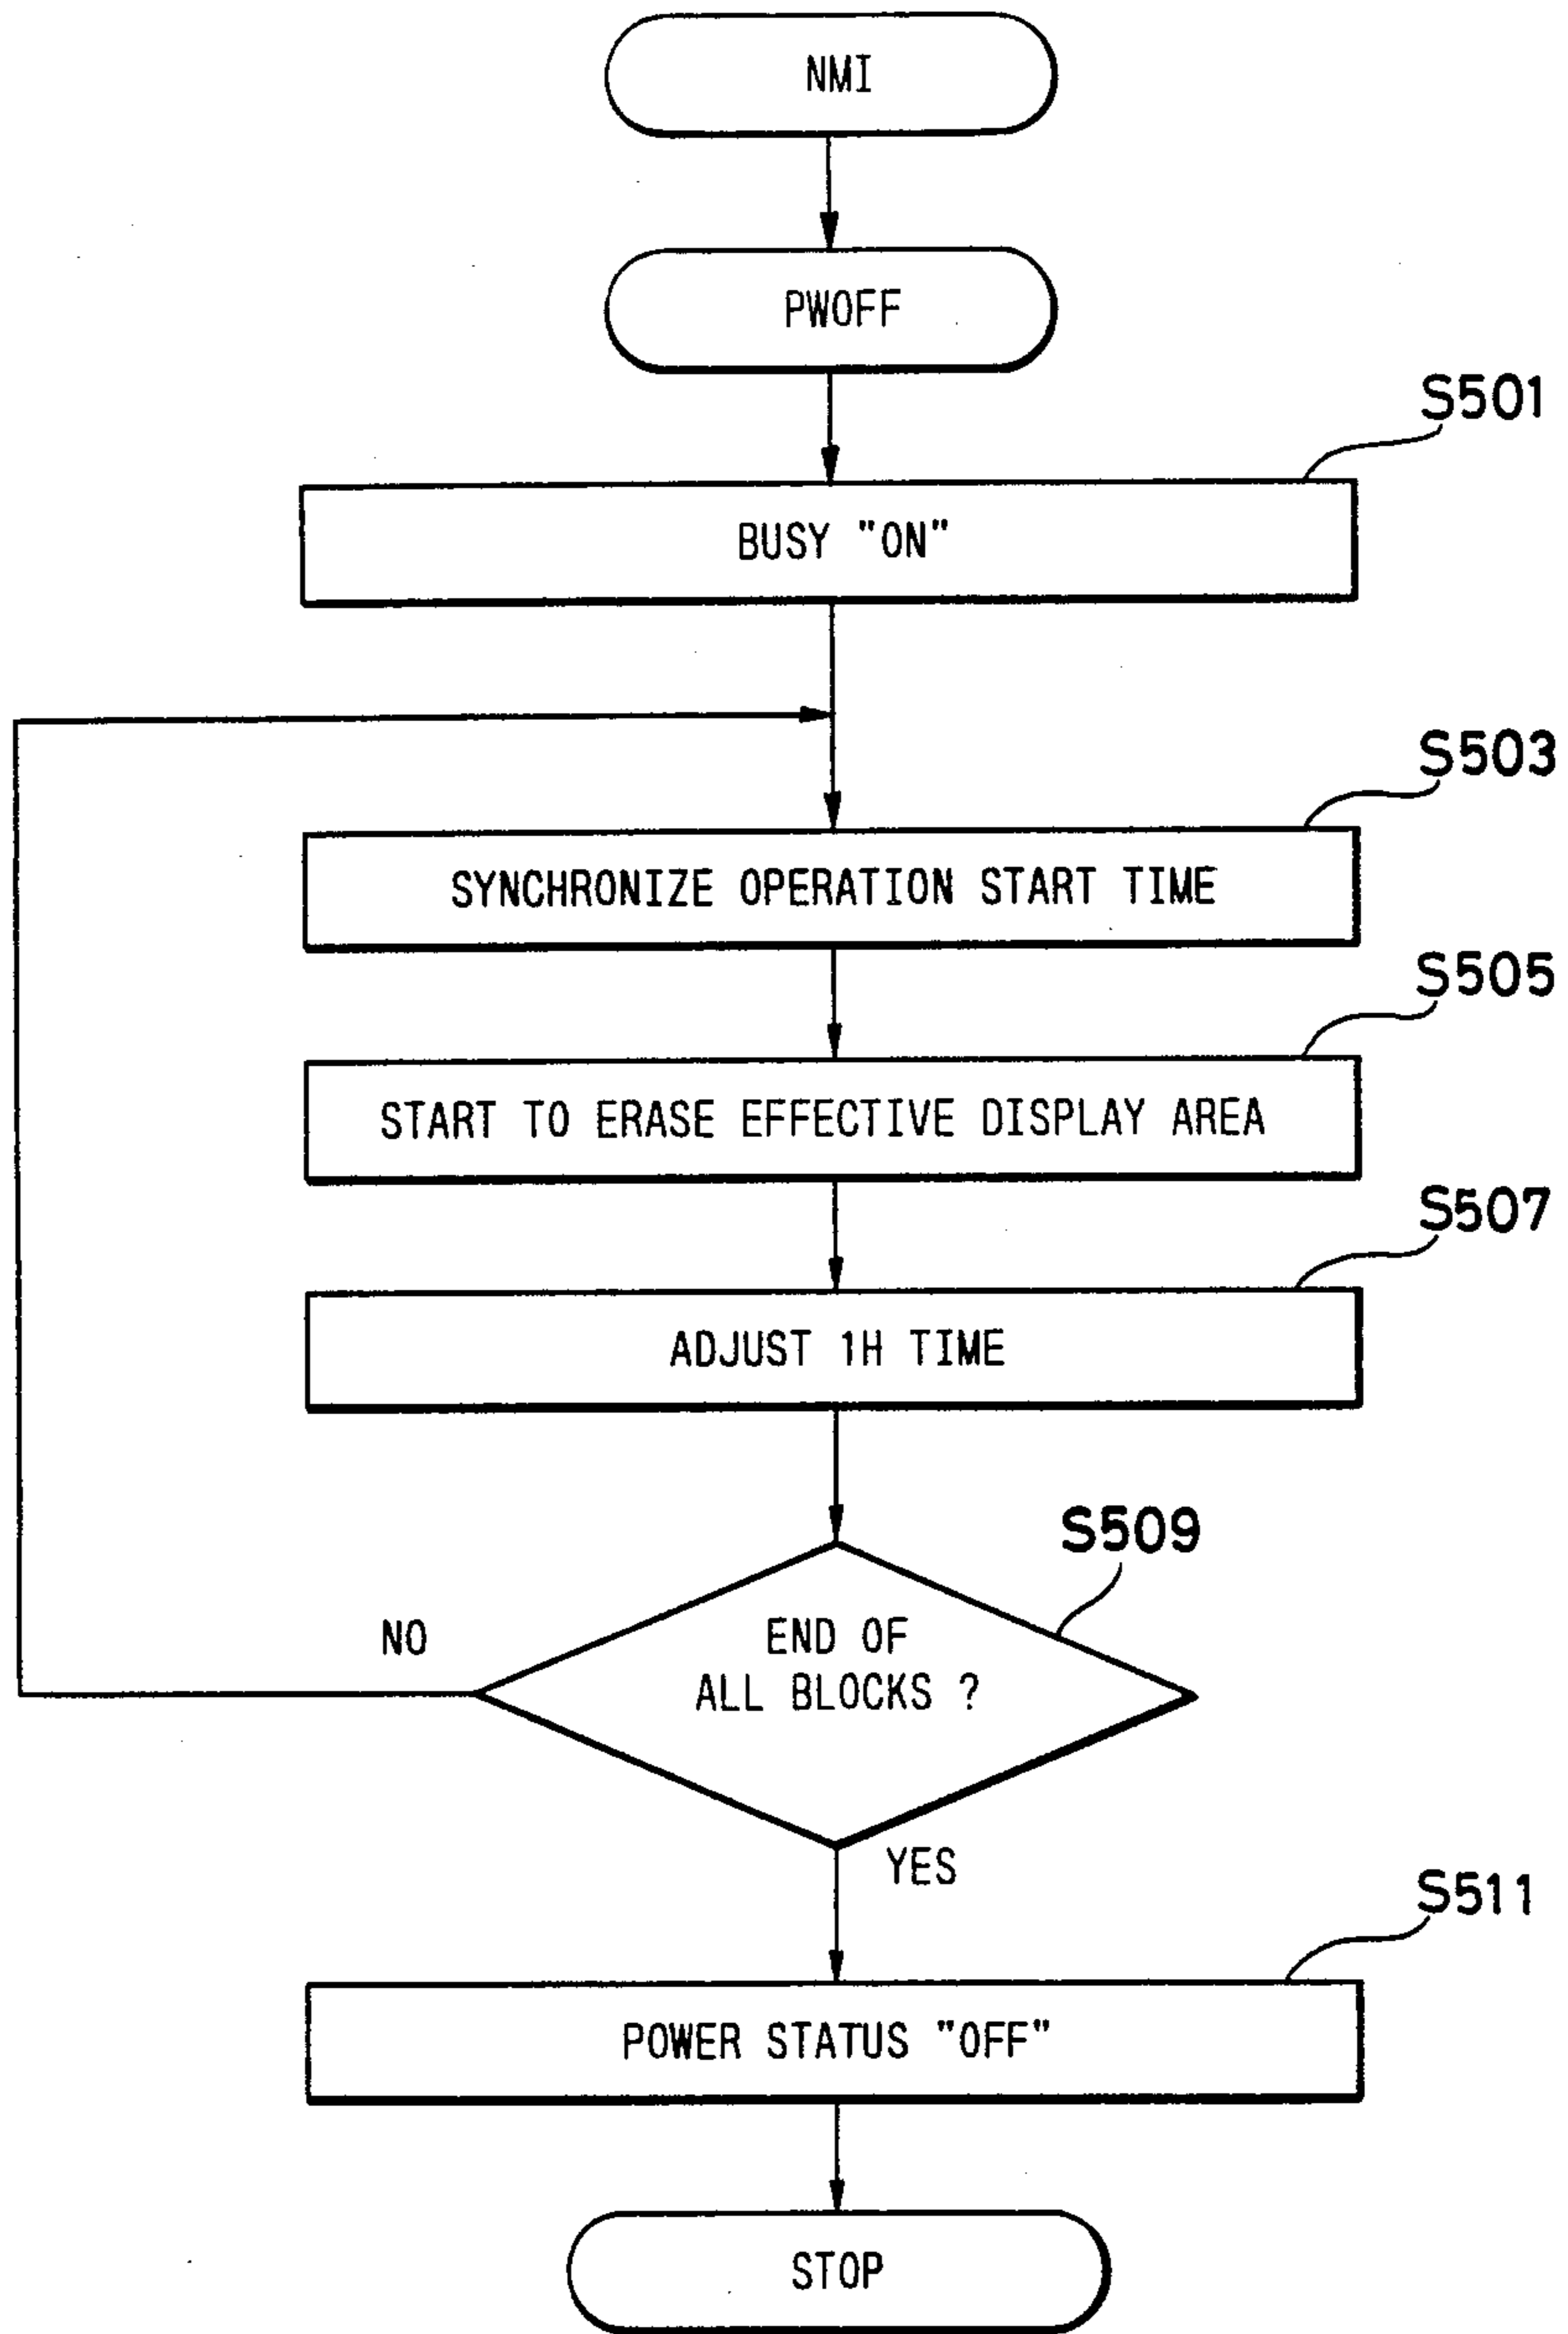 NMI
PWOFF
S501
BUSY "ON"
S503
SYNCHRONIZE OPERATION START TIME
S505
START TO ERASE EFFECTIVE DISPLAY AREA
S507
ADJUST 1H TIME
S509
NO
END OF
ALL BLOCKS ?
YES
S511
POWER STATUS "OFF"
STOP